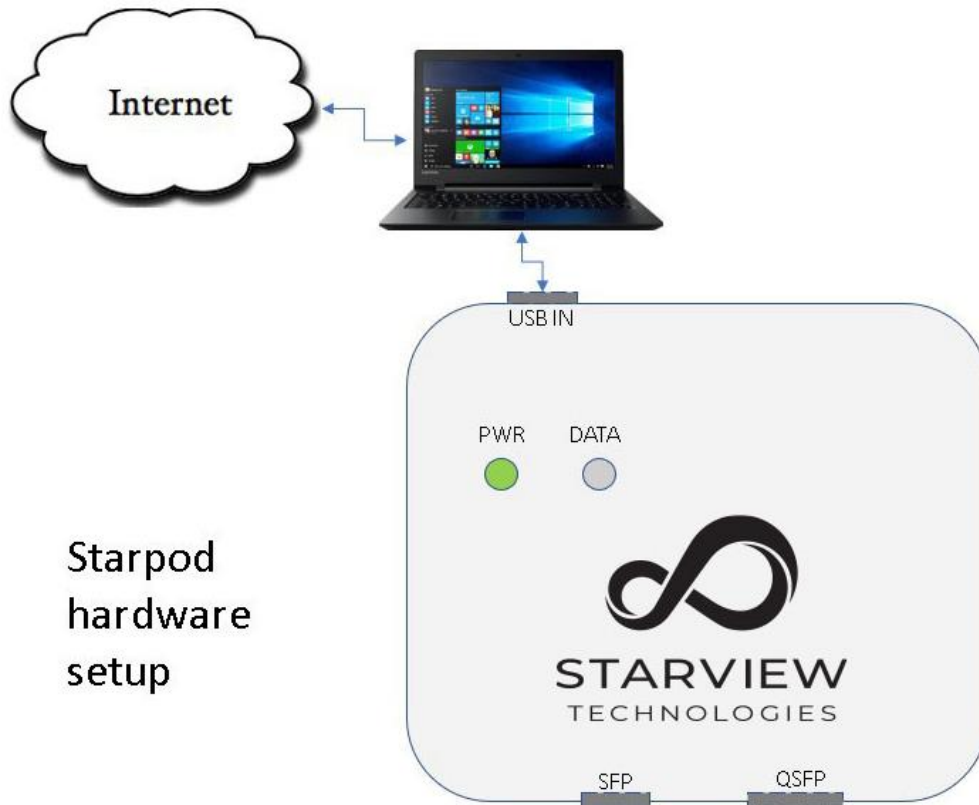 Internet
USB IN
PWR DATA
Starpod
hardware
setup
STARVIEW
TECHNOLOGIES
SFP QSFP